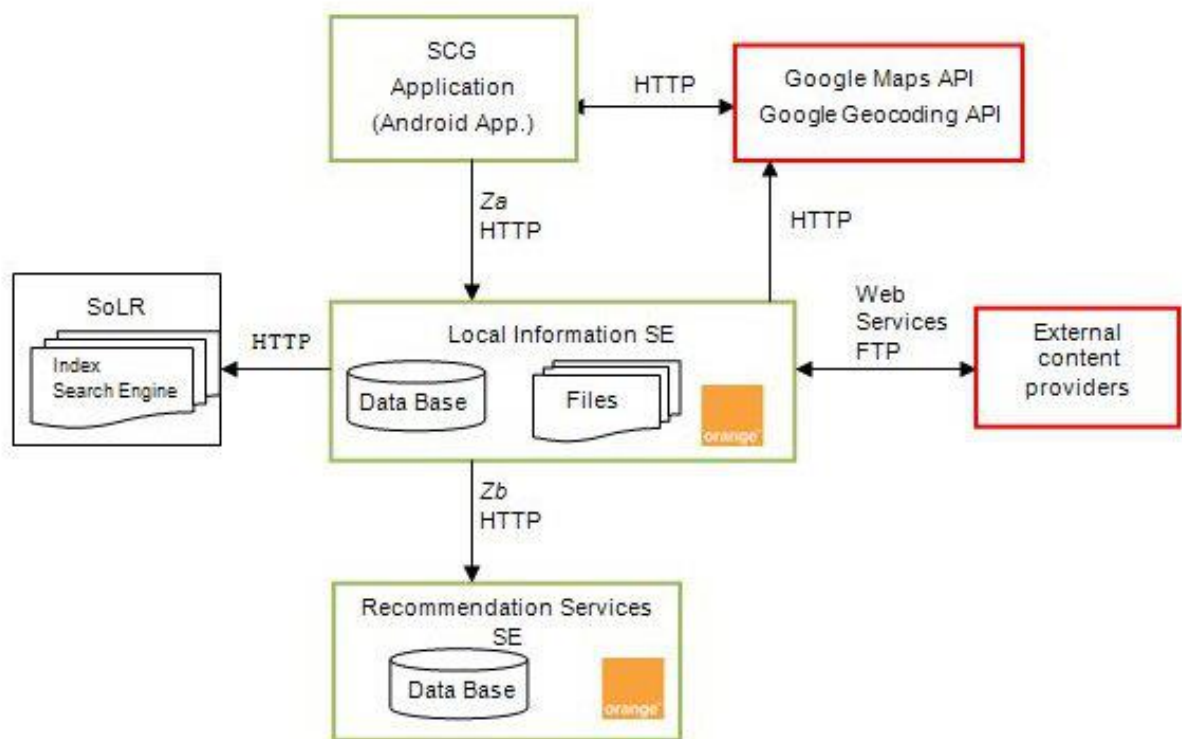 SCG
Application
(Android App.)
HTTP
Google Maps API
Google Geocoding API
Za
HTTP
HTTP
SoLR
Index
Search Engine
HTTP
Local Information SE
Data Base
Files
orange™
Web
Services
FTP
External
content
providers
Zb
HTTP
Recommendation Services
SE
Data Base
orange™